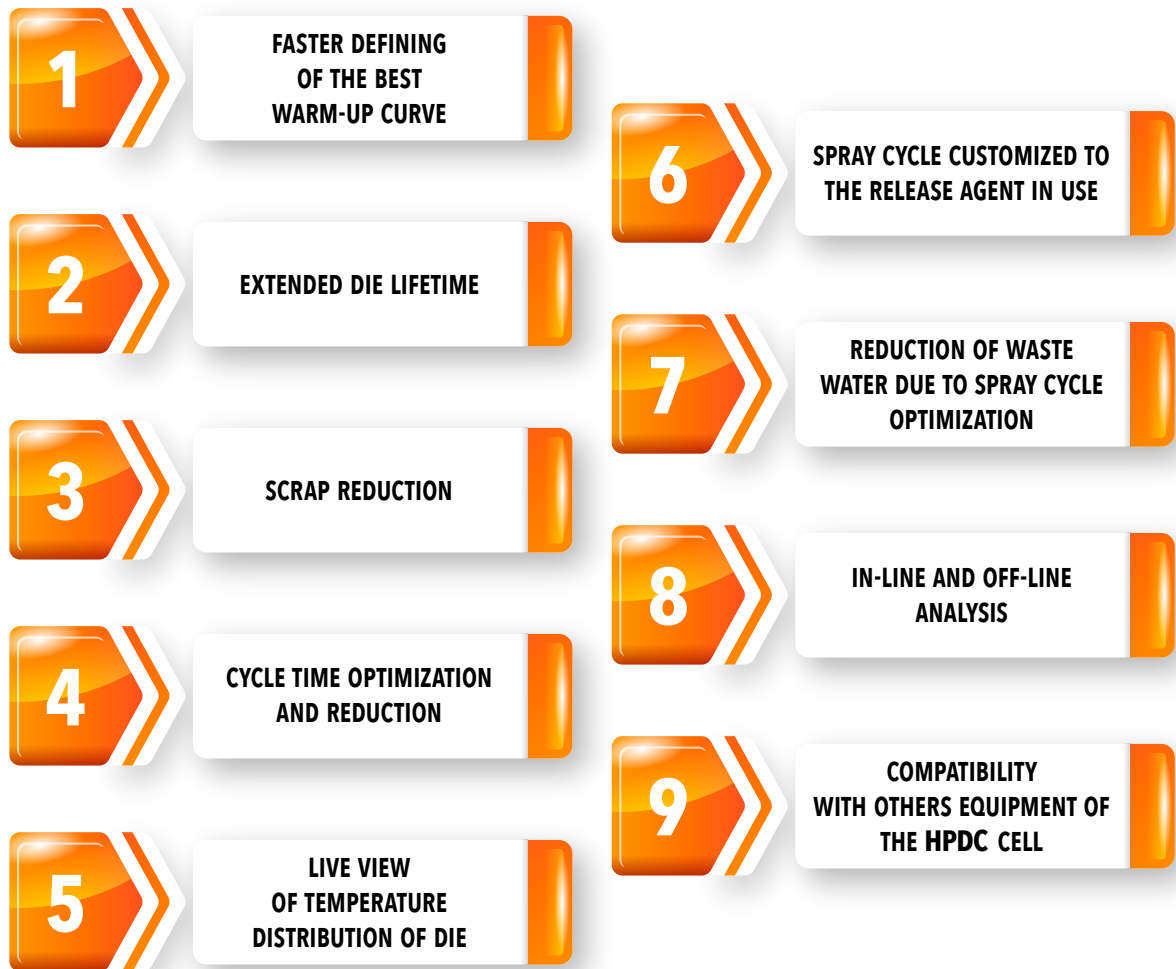 1
FASTER DEFINING
OF THE BEST
WARM-UP CURVE
2
EXTENDED DIE LIFETIME
3
SCRAP REDUCTION
4
CYCLE TIME OPTIMIZATION
AND REDUCTION
5
LIVE VIEW
OF TEMPERATURE
DISTRIBUTION OF DIE
6
SPRAY CYCLE CUSTOMIZED TO
THE RELEASE AGENT IN USE
7
REDUCTION OF WASTE
WATER DUE TO SPRAY CYCLE
OPTIMIZATION
8
IN-LINE AND OFF-LINE
ANALYSIS
9
COMPATIBILITY
WITH OTHERS EQUIPMENT OF
THE HPDC CELL